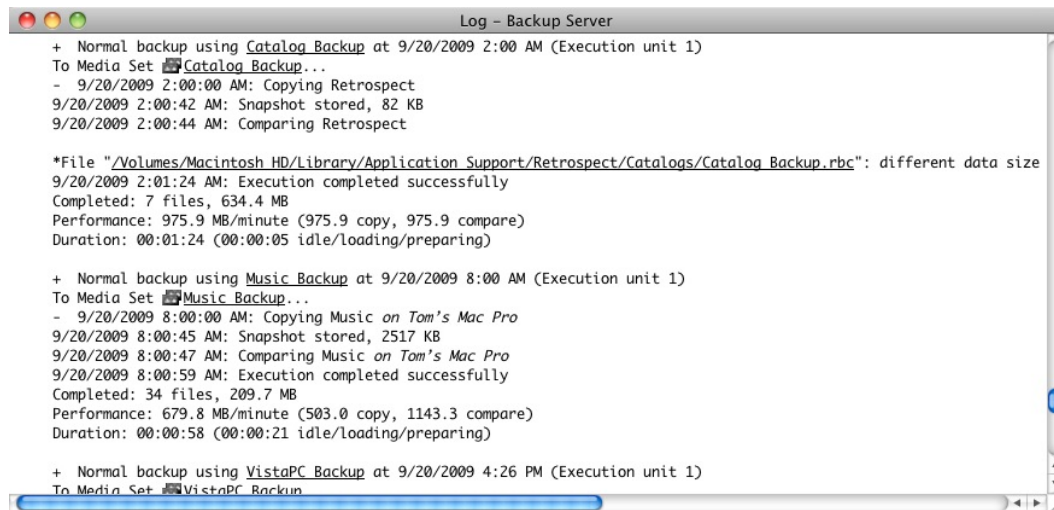 Log – Backup Server
+ Normal backup using Catalog Backup at 9/20/2009 2:00 AM (Execution unit 1)
To Media Set Catalog Backup...
- 9/20/2009 2:00:00 AM: Copying Retrospect
9/20/2009 2:00:42 AM: Snapshot stored, 82 KB
9/20/2009 2:00:44 AM: Comparing Retrospect
*File "/Volumes/Macintosh HD/Library/Application Support/Retrospect/Catalogs/Catalog Backup.rbc": different data size
9/20/2009 2:01:24 AM: Execution completed successfully
Completed: 7 files, 634.4 MB
Performance: 975.9 MB/minute (975.9 copy, 975.9 compare)
Duration: 00:01:24 (00:00:05 idle/loading/preparing)
+ Normal backup using Music Backup at 9/20/2009 8:00 AM (Execution unit 1)
To Media Set Music Backup...
- 9/20/2009 8:00:00 AM: Copying Music on Tom's Mac Pro
9/20/2009 8:00:45 AM: Snapshot stored, 2517 KB
9/20/2009 8:00:47 AM: Comparing Music on Tom's Mac Pro
9/20/2009 8:00:59 AM: Execution completed successfully
Completed: 34 files, 209.7 MB
Performance: 679.8 MB/minute (503.0 copy, 1143.3 compare)
Duration: 00:00:58 (00:00:21 idle/loading/preparing)
+ Normal backup using VistaPC Backup at 9/20/2009 4:26 PM (Execution unit 1)
To Media Set VistaPC Backup